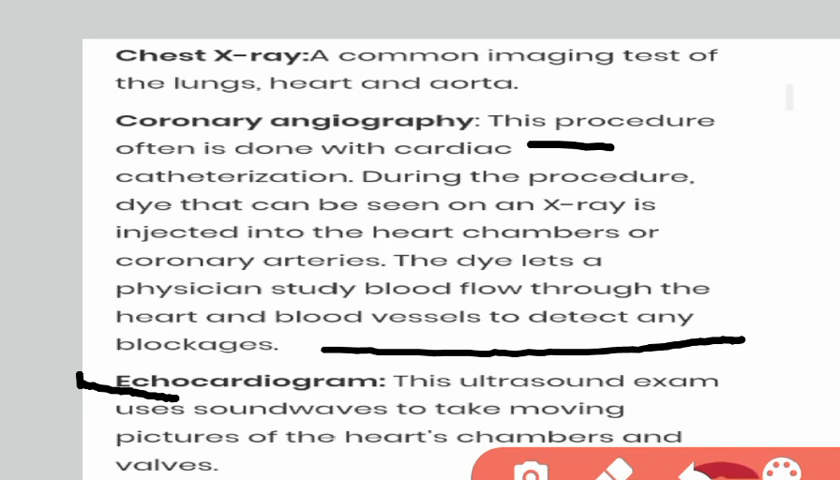 Chest X-ray:A common imaging test of
the lungs, heart and aorta.
Coronary angiography: This procedure
often is done with cardiac
catheterization. During the procedure,
dye that can be seen on an X-ray is
injected into the heart chambers or
coronary arteries. The dye lets a
physician study blood flow through the
heart and blood vessels to detect any
blockages.
Echocardiogram: This ultrasound exam
uses soundwaves to take moving
pictures of the heart's chambers and
valves.